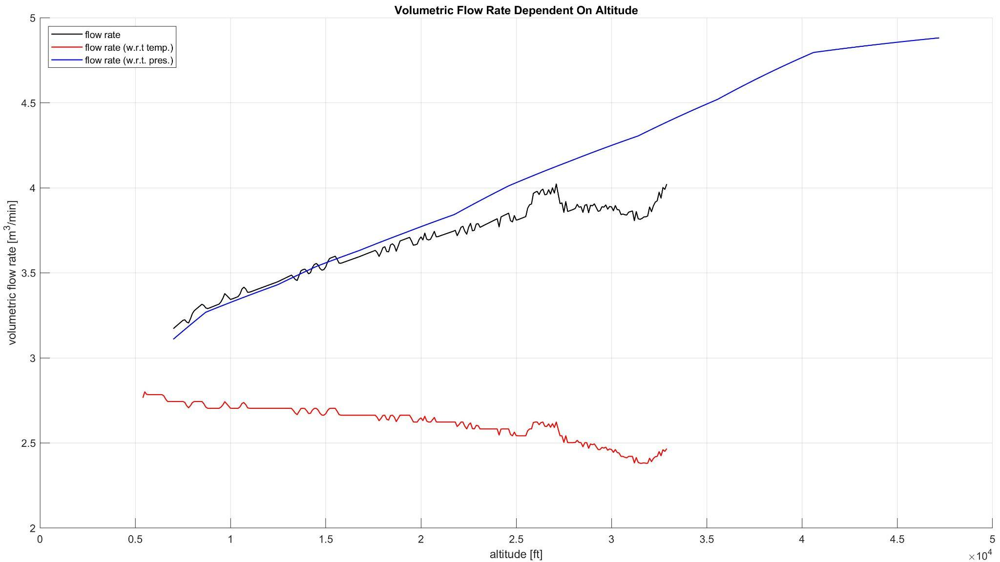 Volumetric Flow Rate Dependent On Altitude
flow rate
flow rate (w.r.t temp.)
flow rate (w.r.t. pres.)
volumetric flow rate [m³/min]
5
4.5
4
3.5
3
2.5
2
0 0.5 1 1.5 2 2.5 3 3.5 4 4.5 5
altitude [ft]
×10⁴